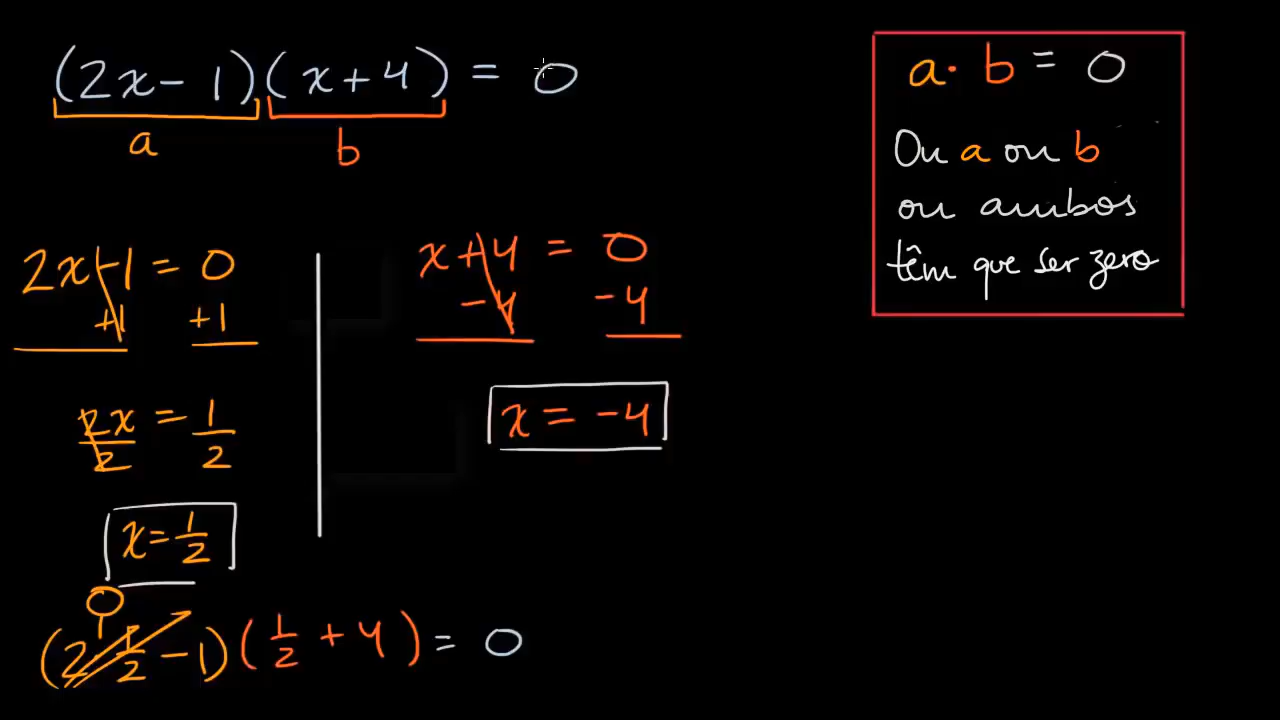 (2x - 1)(x + 4) = 0
a b
a · b = 0
Ou a ou b
ou ambos
têm que ser zero
2x - 1 = 0
+1 +1
2x/2 = 1/2
x = 1/2
x + 4 = 0
-4 -4
x = -4
0
(2 · 1/2 - 1)(1/2 + 4) = 0